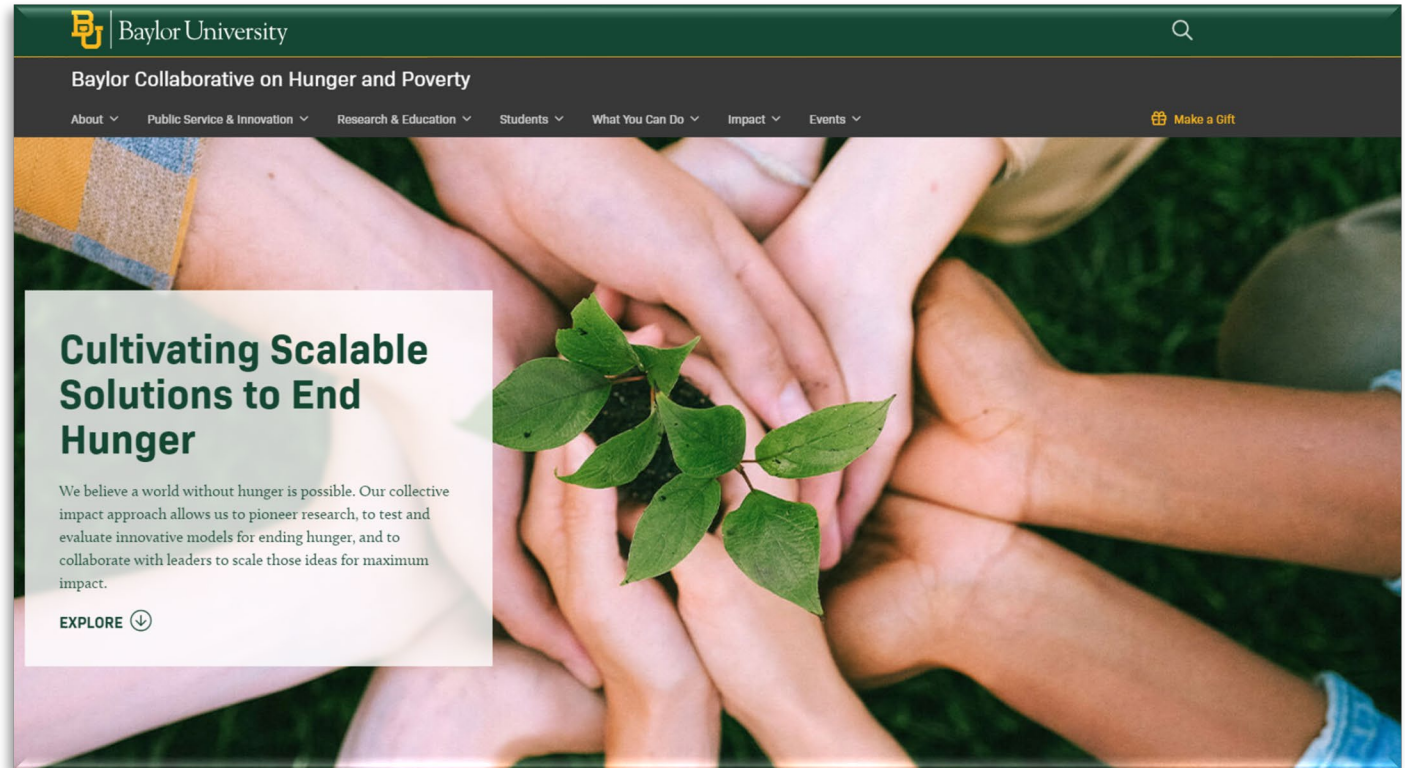 BU Baylor University
Baylor Collaborative on Hunger and Poverty
About Public Service & Innovation Research & Education Students What You Can Do Impact Events Make a Gift
Cultivating Scalable
Solutions to End
Hunger
We believe a world without hunger is possible. Our collective
impact approach allows us to pioneer research, to test and
evaluate innovative models for ending hunger, and to
collaborate with leaders to scale those ideas for maximum
impact.
EXPLORE